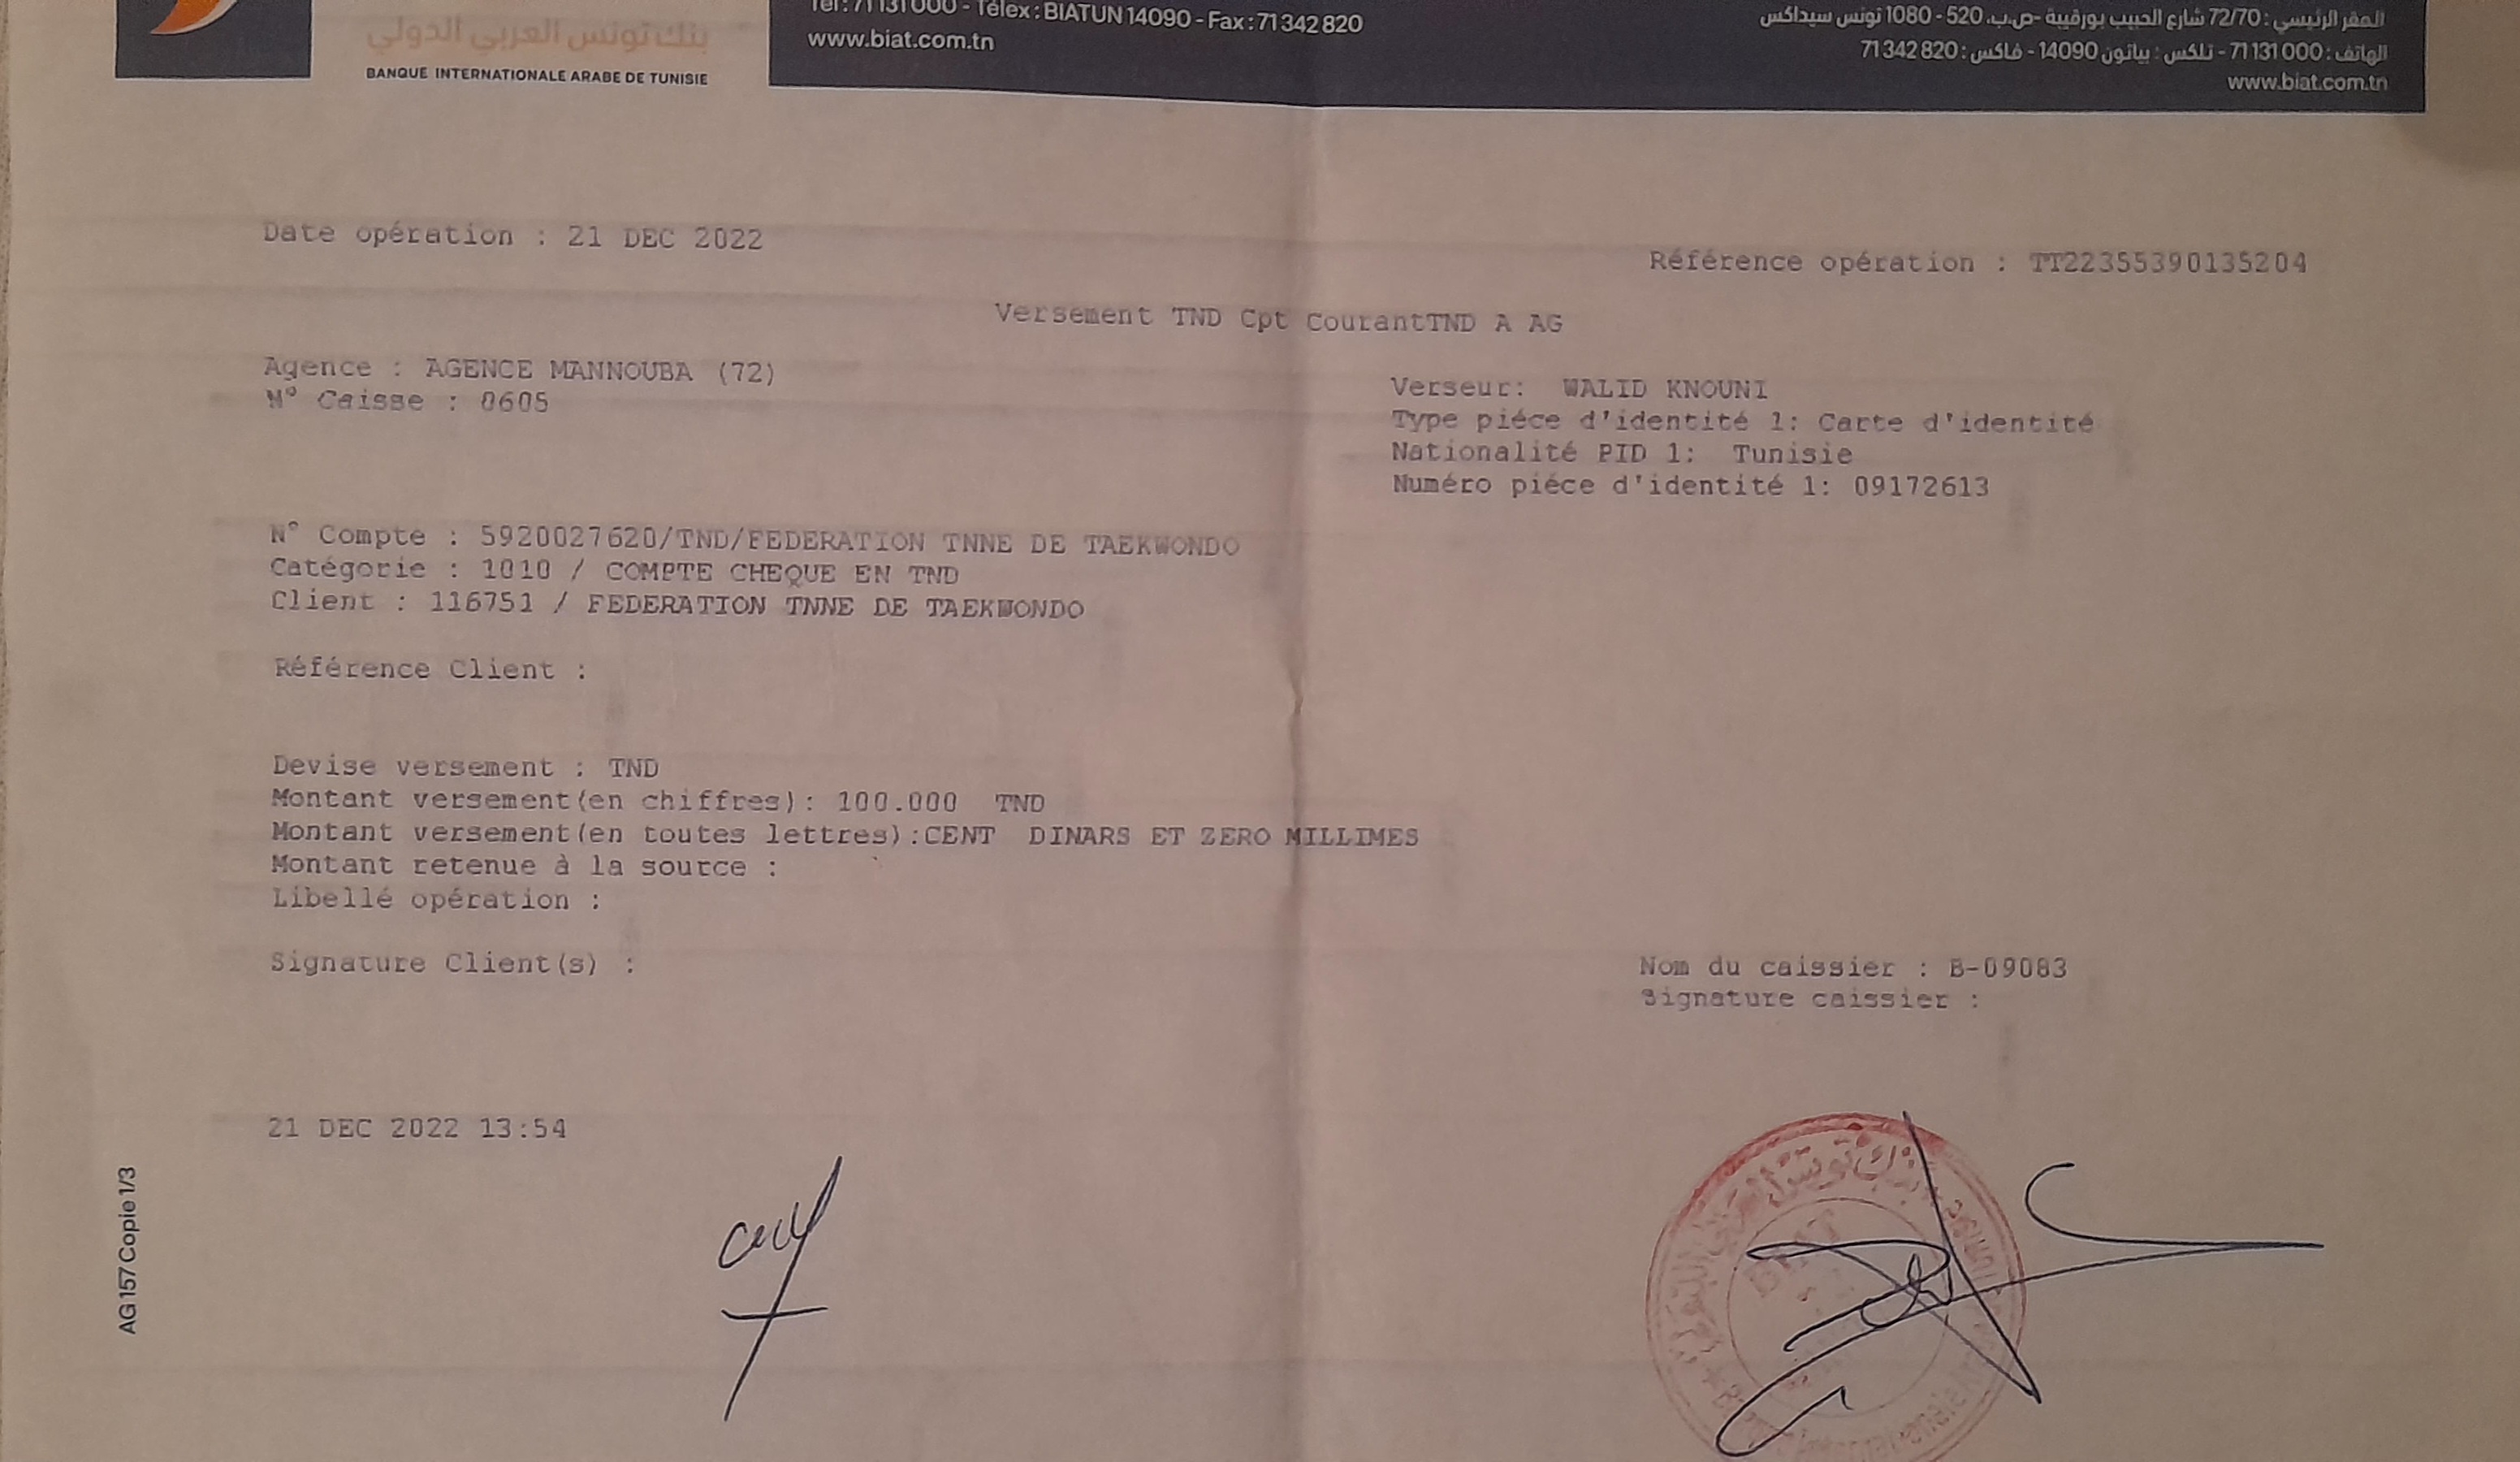 بنك تونس العربي الدولي
BANQUE INTERNATIONALE ARABE DE TUNISIE
Tél : 71 131 000 - Télex : BIATUN 14090 - Fax : 71 342 820
www.biat.com.tn
المقر الرئيسي : 72/70 شارع الحبيب بورقيبة -ص.ب. 520 - 1080 تونس سيداكس
الهاتف : 000 131 71 - تلكس : بياتون 14090 - فاكس : 820 342 71
www.biat.com.tn
Date opération : 21 DEC 2022
Référence opération : TT22355390135204
Versement TND Cpt CourantTND A AG
Agence : AGENCE MANNOUBA (72)
N° Caisse : 0605
Verseur: WALID KNOUNI
Type piéce d'identité 1: Carte d'identité
Nationalité PID 1: Tunisie
Numéro piéce d'identité 1: 09172613
N° Compte : 5920027620/TND/FEDERATION TNNE DE TAEKWONDO
Catégorie : 1010 / COMPTE CHEQUE EN TND
Client : 116751 / FEDERATION TNNE DE TAEKWONDO
Référence Client :
Devise versement : TND
Montant versement(en chiffres): 100.000 TND
Montant versement(en toutes lettres):CENT DINARS ET ZERO MILLIMES
Montant retenue à la source :
Libellé opération :
Signature Client(s) :
Nom du caissier : B-09083
Signature caissier :
21 DEC 2022 13:54
AG 157 Copie 1/3
BIAT